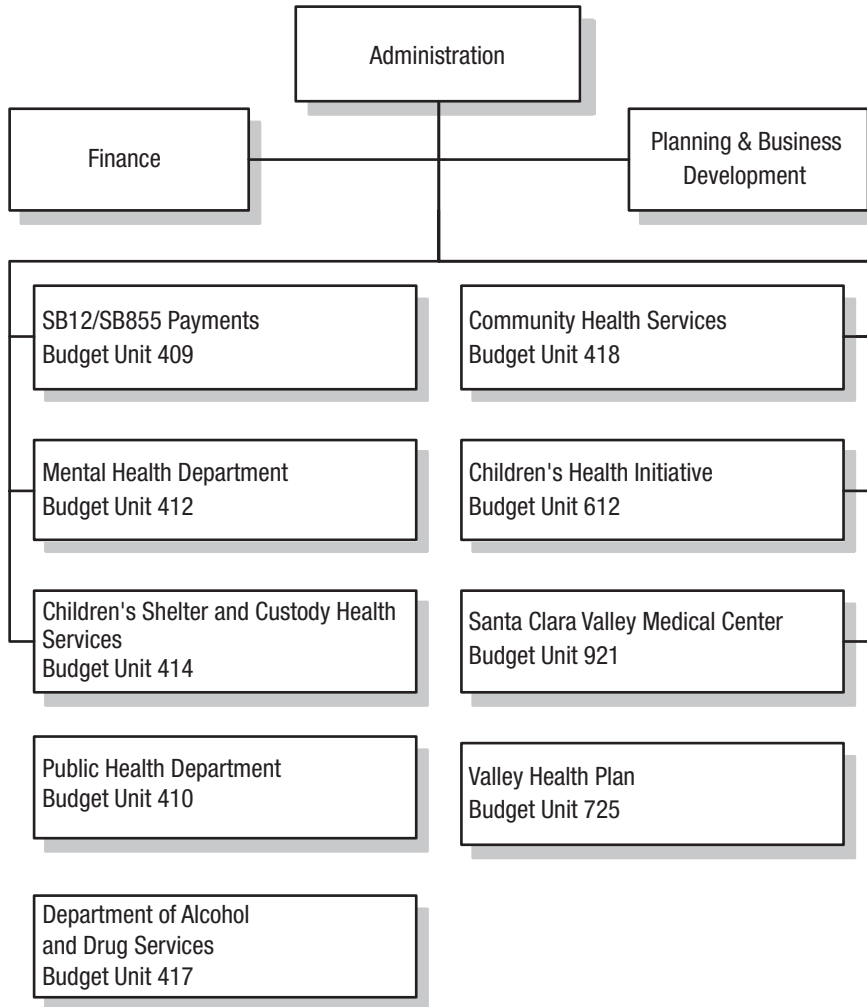 Administration
Finance
Planning & Business
Development
SB12/SB855 Payments
Budget Unit 409
Community Health Services
Budget Unit 418
Mental Health Department
Budget Unit 412
Children's Health Initiative
Budget Unit 612
Children's Shelter and Custody Health
Services
Budget Unit 414
Santa Clara Valley Medical Center
Budget Unit 921
Public Health Department
Budget Unit 410
Valley Health Plan
Budget Unit 725
Department of Alcohol
and Drug Services
Budget Unit 417